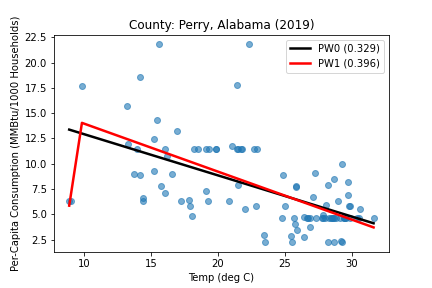 County: Perry, Alabama (2019)
Per-Capita Consumption (MMBtu/1000 Households)
22.5
20.0
17.5
15.0
12.5
10.0
7.5
5.0
2.5
PW0 (0.329)
PW1 (0.396)
10 15 20 25 30
Temp (deg C)